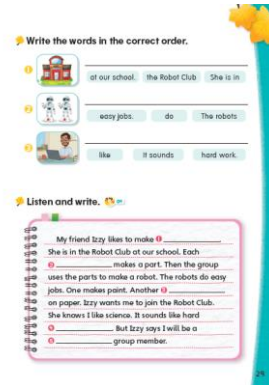 Write the words in the correct order.
1
at our school. the Robot Club She is in
2
easy jobs. do The robots
3
like It sounds hard work.
Listen and write.
My friend Izzy likes to make 1 ____________.
She is in the Robot Club at our school. Each
2 ____________ makes a part. Then the group
uses the parts to make a robot. The robots do easy
jobs. One makes paint. Another 3 ____________
on paper. Izzy wants me to join the Robot Club.
She knows I like science. It sounds like hard
4 ____________. But Izzy says I will be a
5 ____________ group member.
29